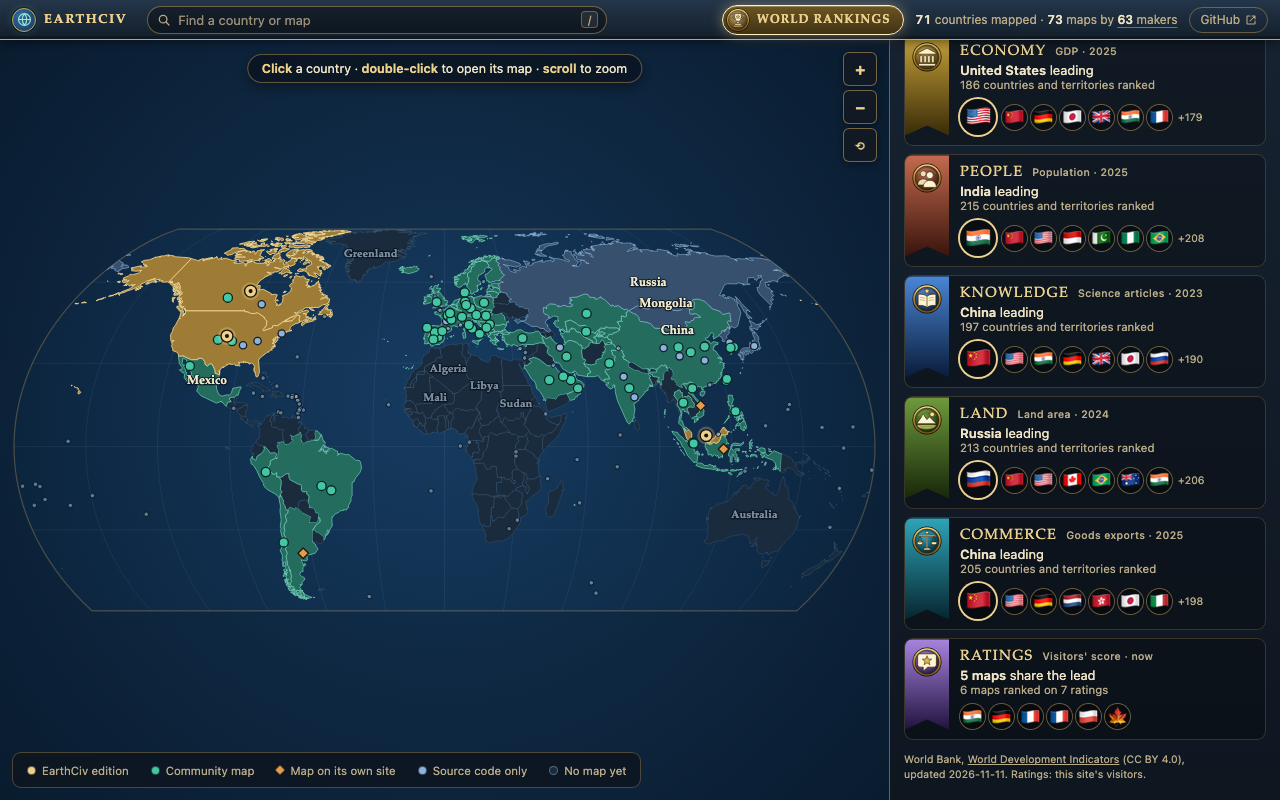 EARTHCIV
Find a country or map /
WORLD RANKINGS
71 countries mapped · 73 maps by 63 makers
GitHub
Click a country · double-click to open its map · scroll to zoom
+
−
⟲
Greenland
Russia
Mongolia
China
Mexico
Algeria
Libya
Mali
Sudan
Australia
EarthCiv edition
Community map
Map on its own site
Source code only
No map yet
ECONOMY GDP · 2025
United States leading
186 countries and territories ranked
+179
PEOPLE Population · 2025
India leading
215 countries and territories ranked
+208
KNOWLEDGE Science articles · 2023
China leading
197 countries and territories ranked
+190
LAND Land area · 2024
Russia leading
213 countries and territories ranked
+206
COMMERCE Goods exports · 2025
China leading
205 countries and territories ranked
+198
RATINGS Visitors' score · now
5 maps share the lead
6 maps ranked on 7 ratings
World Bank, World Development Indicators (CC BY 4.0),
updated 2026-11-11. Ratings: this site's visitors.